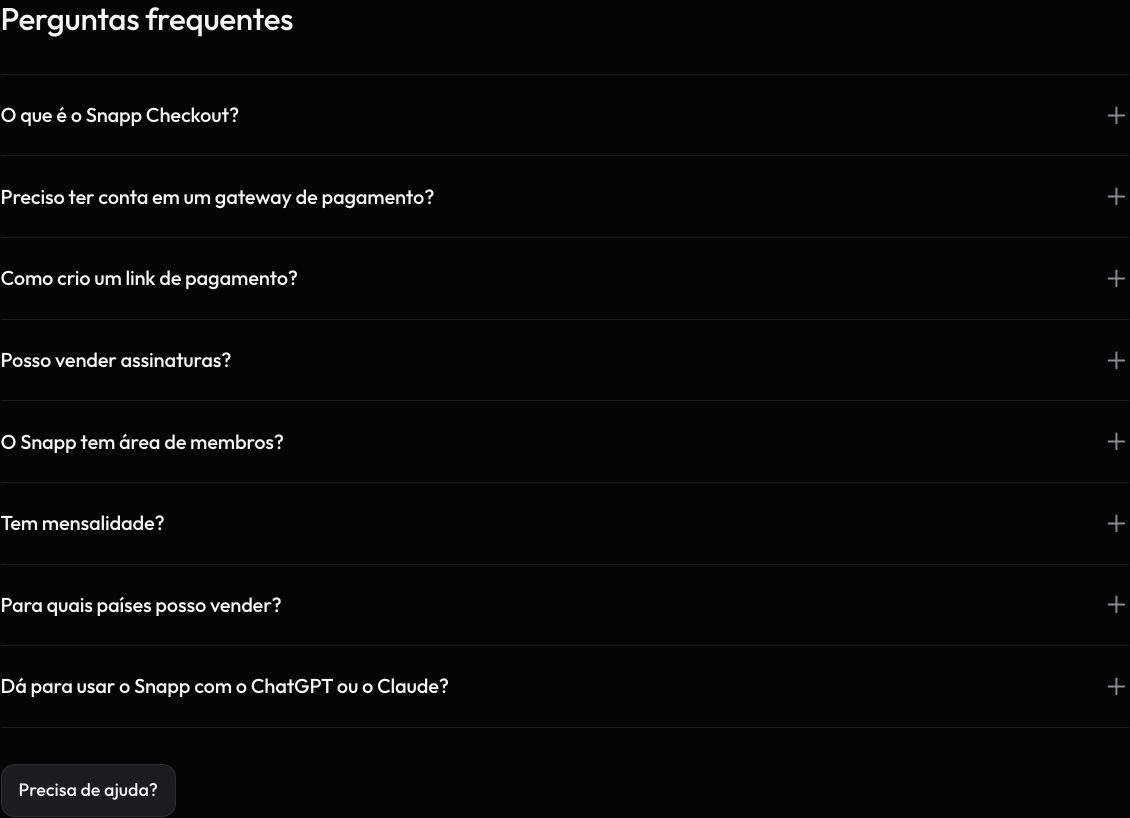 Perguntas frequentes
O que é o Snapp Checkout?
Preciso ter conta em um gateway de pagamento?
Como crio um link de pagamento?
Posso vender assinaturas?
O Snapp tem área de membros?
Tem mensalidade?
Para quais países posso vender?
Dá para usar o Snapp com o ChatGPT ou o Claude?
Precisa de ajuda?